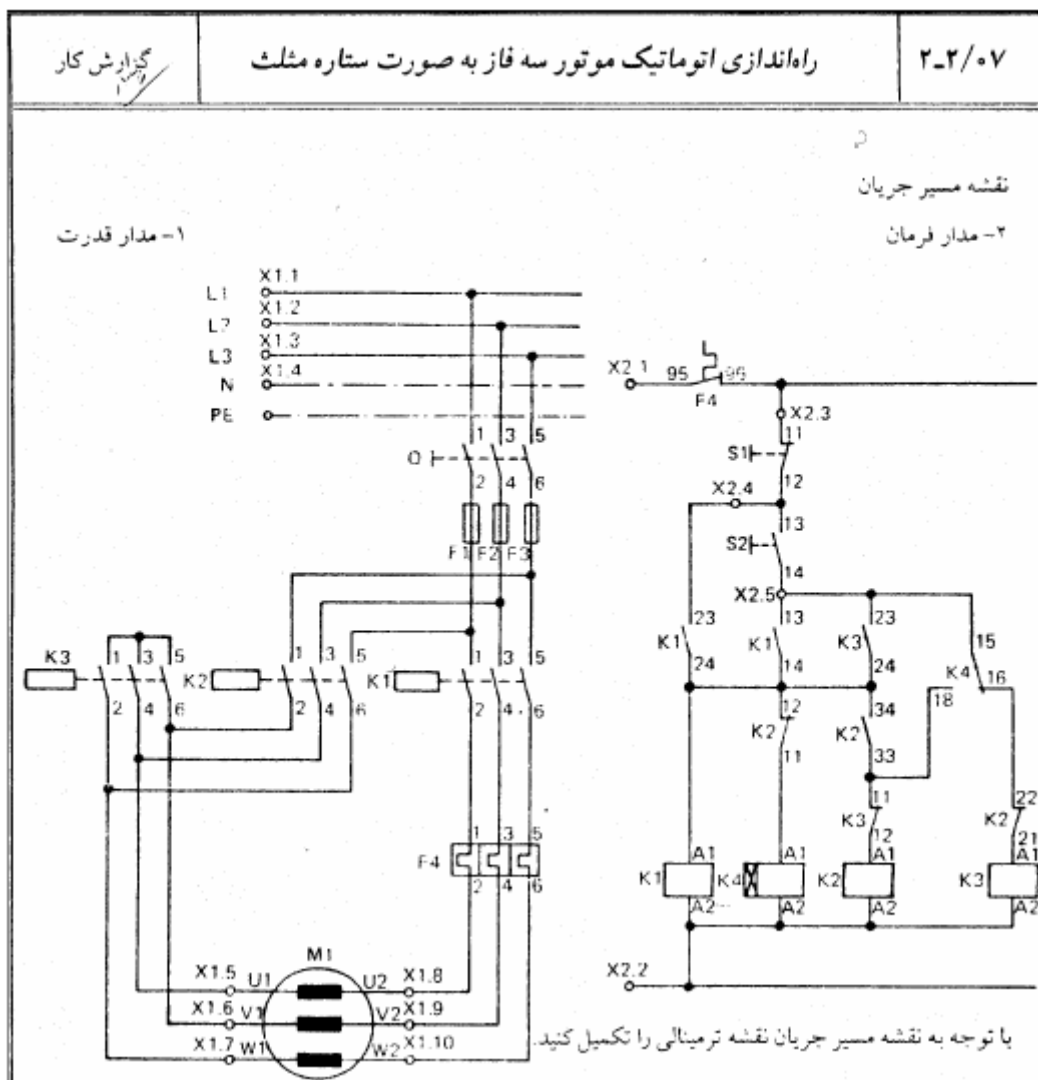 ۲-۲/۰۷
راه‌اندازی اتوماتیک موتور سه فاز به صورت ستاره مثلث
گزارش کار
نقشه مسیر جریان
۲- مدار فرمان
۱- مدار قدرت
L1 X1.1
L2 X1.2
L3 X1.3
N X1.4
PE
Q 1 3 5
2 4 6
F1 F2 F3
K3 1 3 5
2 4 6
K2 1 3 5
2 4 6
K1 1 3 5
2 4 6
F4 1 3 5
2 4 6
M1
X1.5 U1 U2 X1.8
X1.6 V1 V2 X1.9
X1.7 W1 W2 X1.10
X2.1 95 95
F4
X2.3
S1 11
12
X2.4
S2 13
14
X2.5
K1 23
24
K1 13
14
K3 23
24
K4 15
16
18
K2 12
11
K2 34
33
K3 11
12
K2 22
21
K1 A1
A2
K4 A1
A2
K2 A1
A2
K3 A1
A2
X2.2
با توجه به نقشه مسیر جریان نقشه ترمینالی را تکمیل کنید.